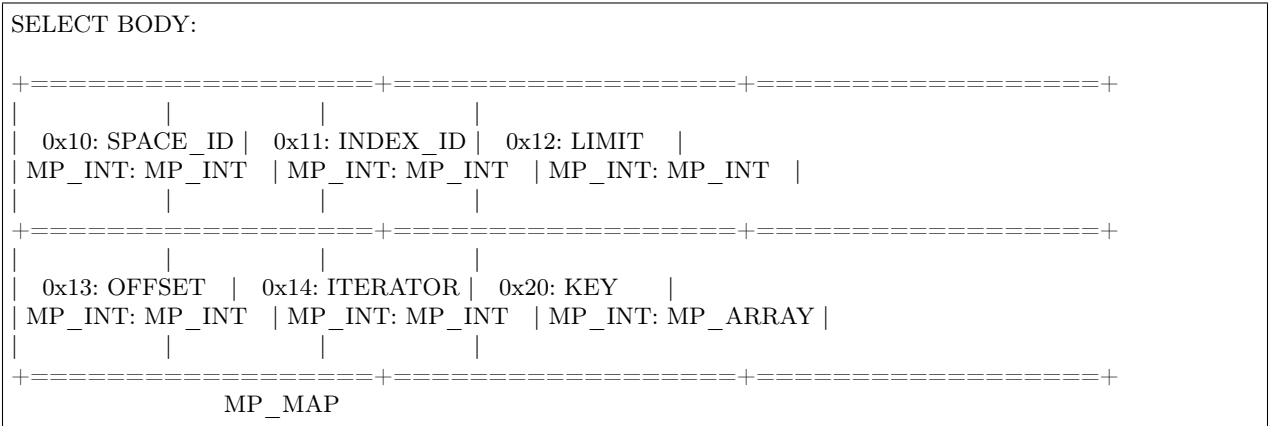 SELECT BODY:
+==================+==================+==================+
| | | |
| 0x10: SPACE_ID | 0x11: INDEX_ID | 0x12: LIMIT |
| MP_INT: MP_INT | MP_INT: MP_INT | MP_INT: MP_INT |
| | | |
+==================+==================+==================+
| | | |
| 0x13: OFFSET | 0x14: ITERATOR | 0x20: KEY |
| MP_INT: MP_INT | MP_INT: MP_INT | MP_INT: MP_ARRAY |
| | | |
+==================+==================+==================+
MP_MAP